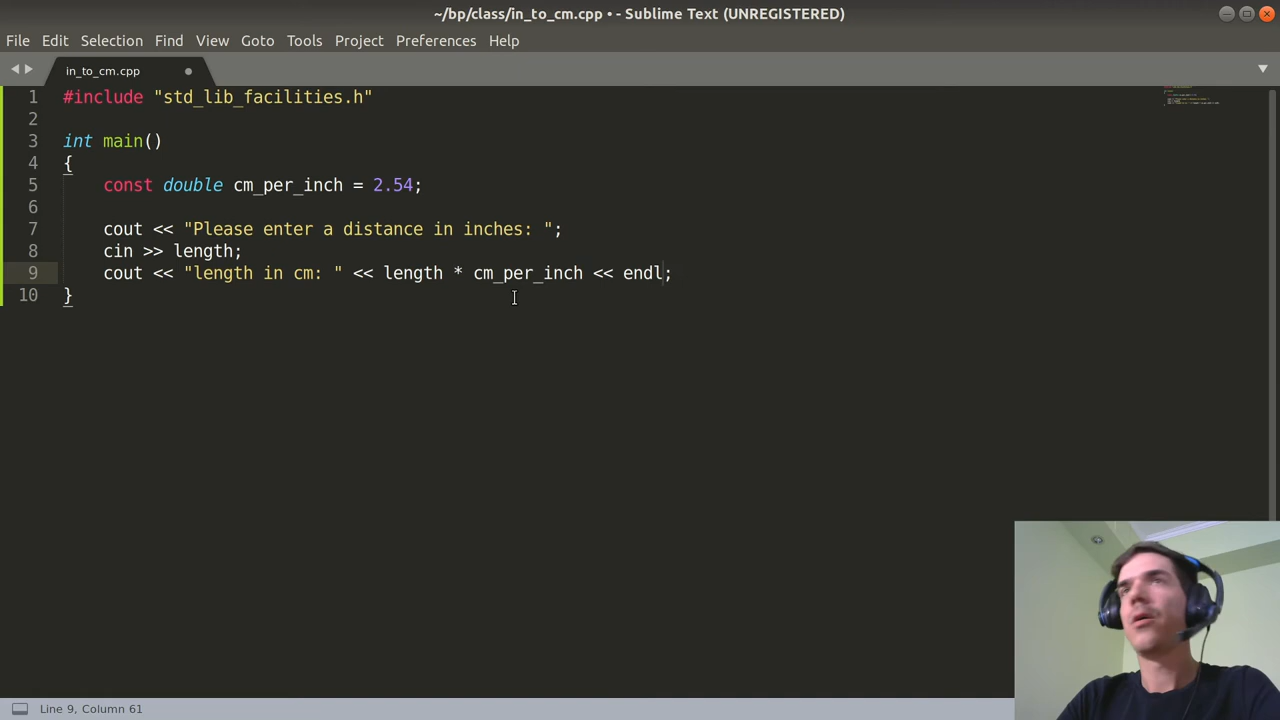 ~/bp/class/in_to_cm.cpp • - Sublime Text (UNREGISTERED)
File Edit Selection Find View Goto Tools Project Preferences Help
in_to_cm.cpp
1 #include "std_lib_facilities.h"
2
3 int main()
4 {
5 const double cm_per_inch = 2.54;
6
7 cout << "Please enter a distance in inches: ";
8 cin >> length;
9 cout << "length in cm: " << length * cm_per_inch << endl;
10 }
Line 9, Column 61